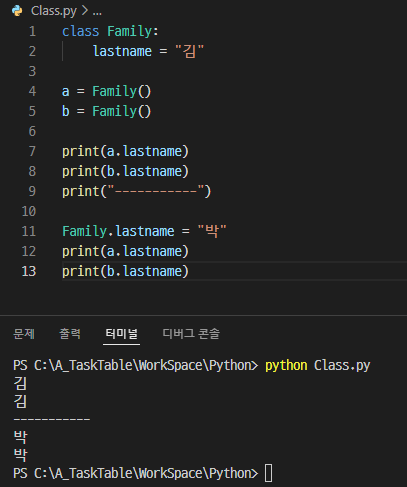 Class.py > ...
1 class Family:
2     lastname = "김"
3
4 a = Family()
5 b = Family()
6
7 print(a.lastname)
8 print(b.lastname)
9 print("-----------")
10
11 Family.lastname = "박"
12 print(a.lastname)
13 print(b.lastname)
문제 출력 터미널 디버그 콘솔
PS C:\A_TaskTable\WorkSpace\Python> python Class.py
김
김
-----------
박
박
PS C:\A_TaskTable\WorkSpace\Python>